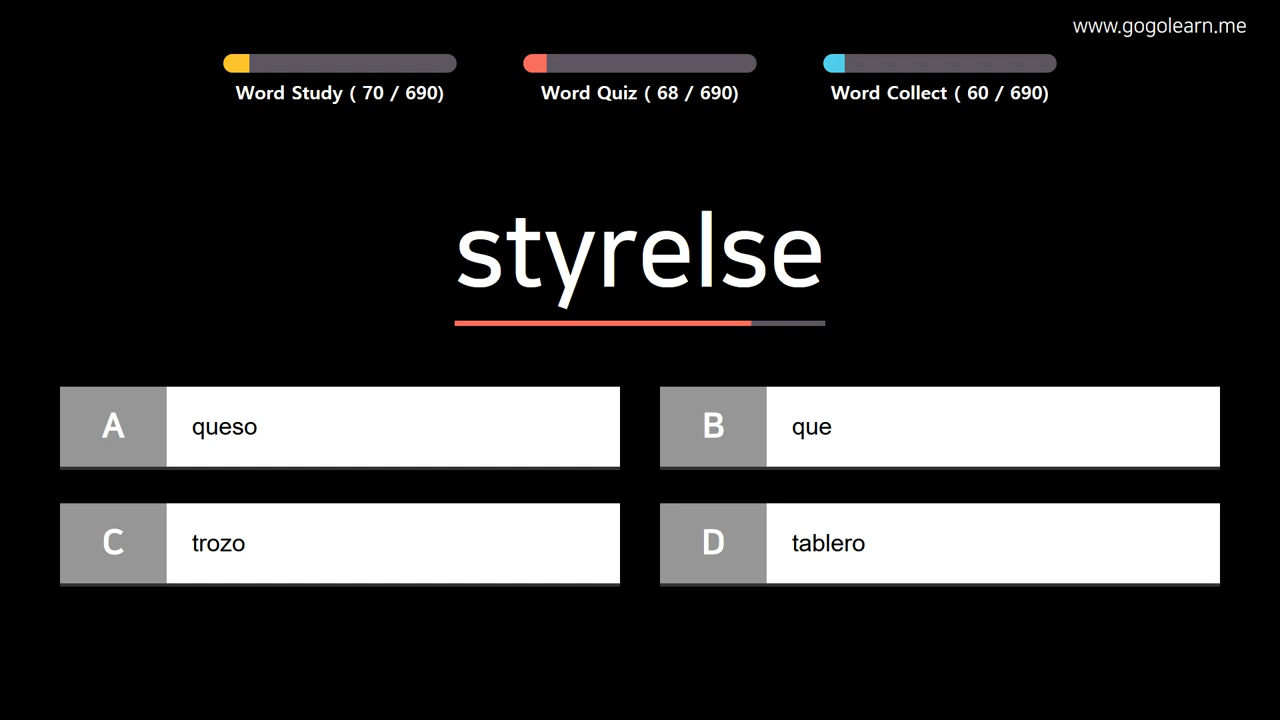 www.gogolearn.me
Word Study ( 70 / 690)
Word Quiz ( 68 / 690)
Word Collect ( 60 / 690)
styrelse
A queso
B que
C trozo
D tablero